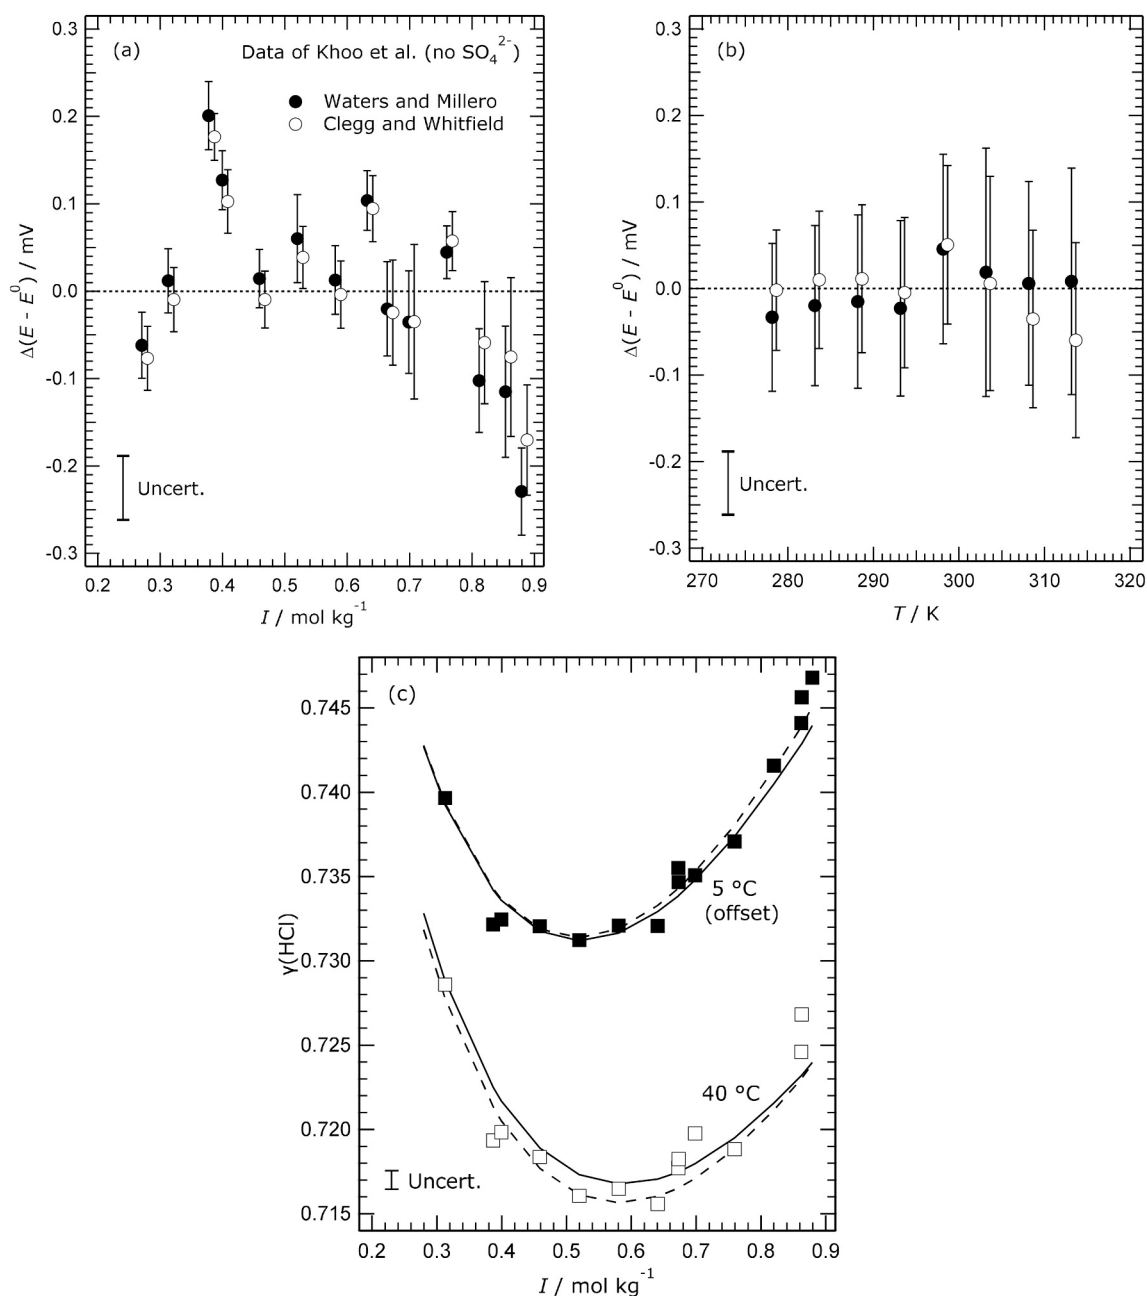 (a)
Data of Khoo et al. (no SO₄²⁻)
Waters and Millero
Clegg and Whitfield
Uncert.
Δ(E - E⁰) / mV
0.3
0.2
0.1
0.0
-0.1
-0.2
-0.3
0.2 0.3 0.4 0.5 0.6 0.7 0.8 0.9
I / mol kg⁻¹
(b)
Uncert.
Δ(E - E⁰) / mV
0.3
0.2
0.1
0.0
-0.1
-0.2
-0.3
270 280 290 300 310 320
T / K
(c)
5 °C
(offset)
40 °C
Uncert.
γ(HCl)
0.745
0.740
0.735
0.730
0.725
0.720
0.715
0.2 0.3 0.4 0.5 0.6 0.7 0.8 0.9
I / mol kg⁻¹